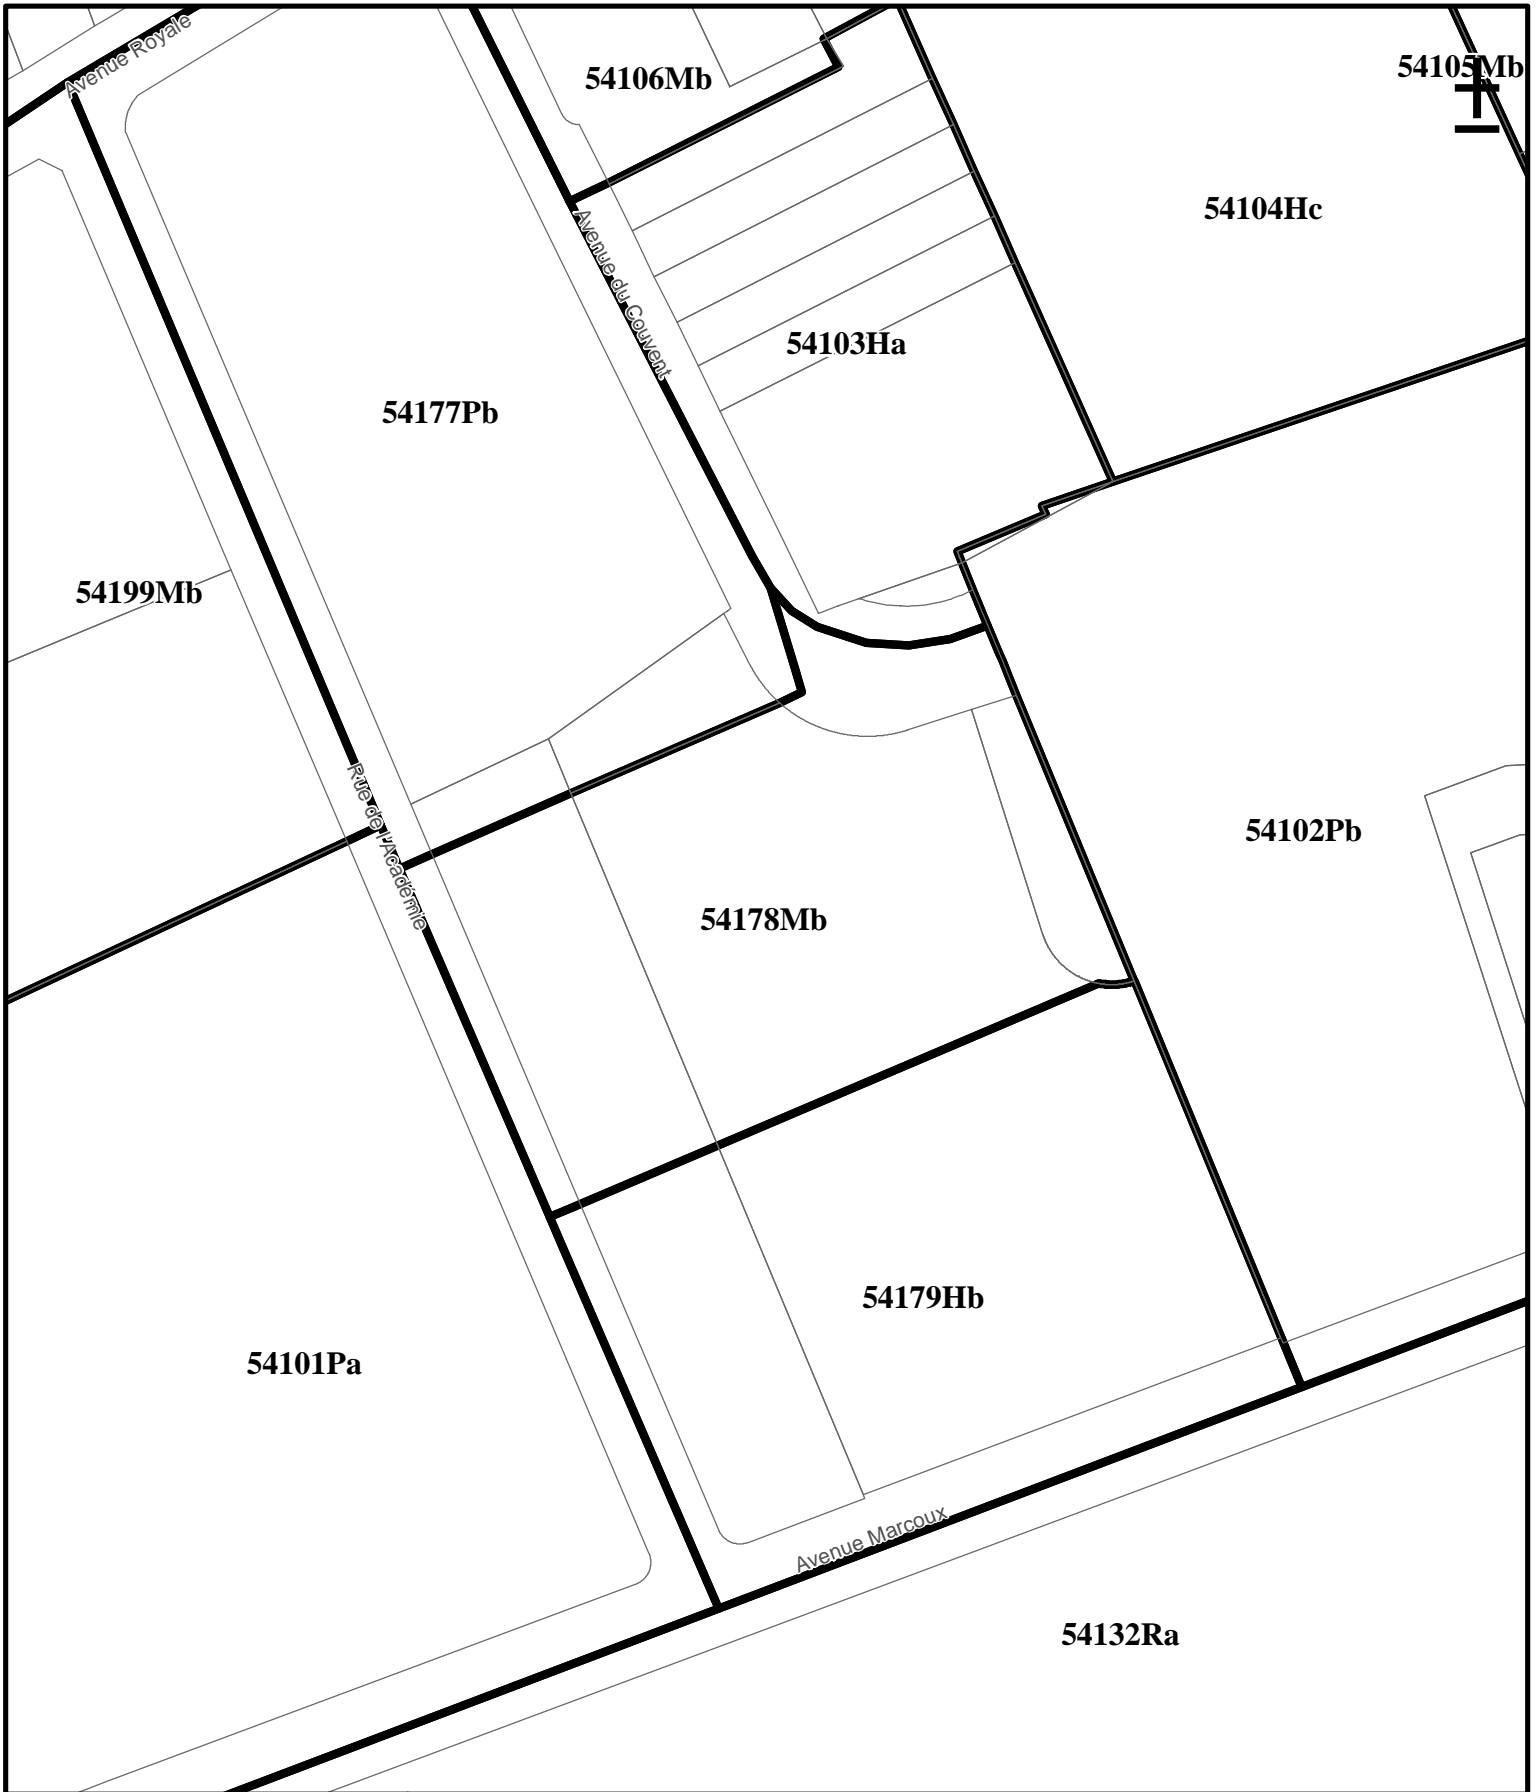 Avenue Royale
54106Mb
54105Mb
54104Hc
Avenue du Couvent
54103Ha
54177Pb
54199Mb
Rue de l'Académie
54102Pb
54178Mb
54179Hb
54101Pa
Avenue Marcoux
54132Ra